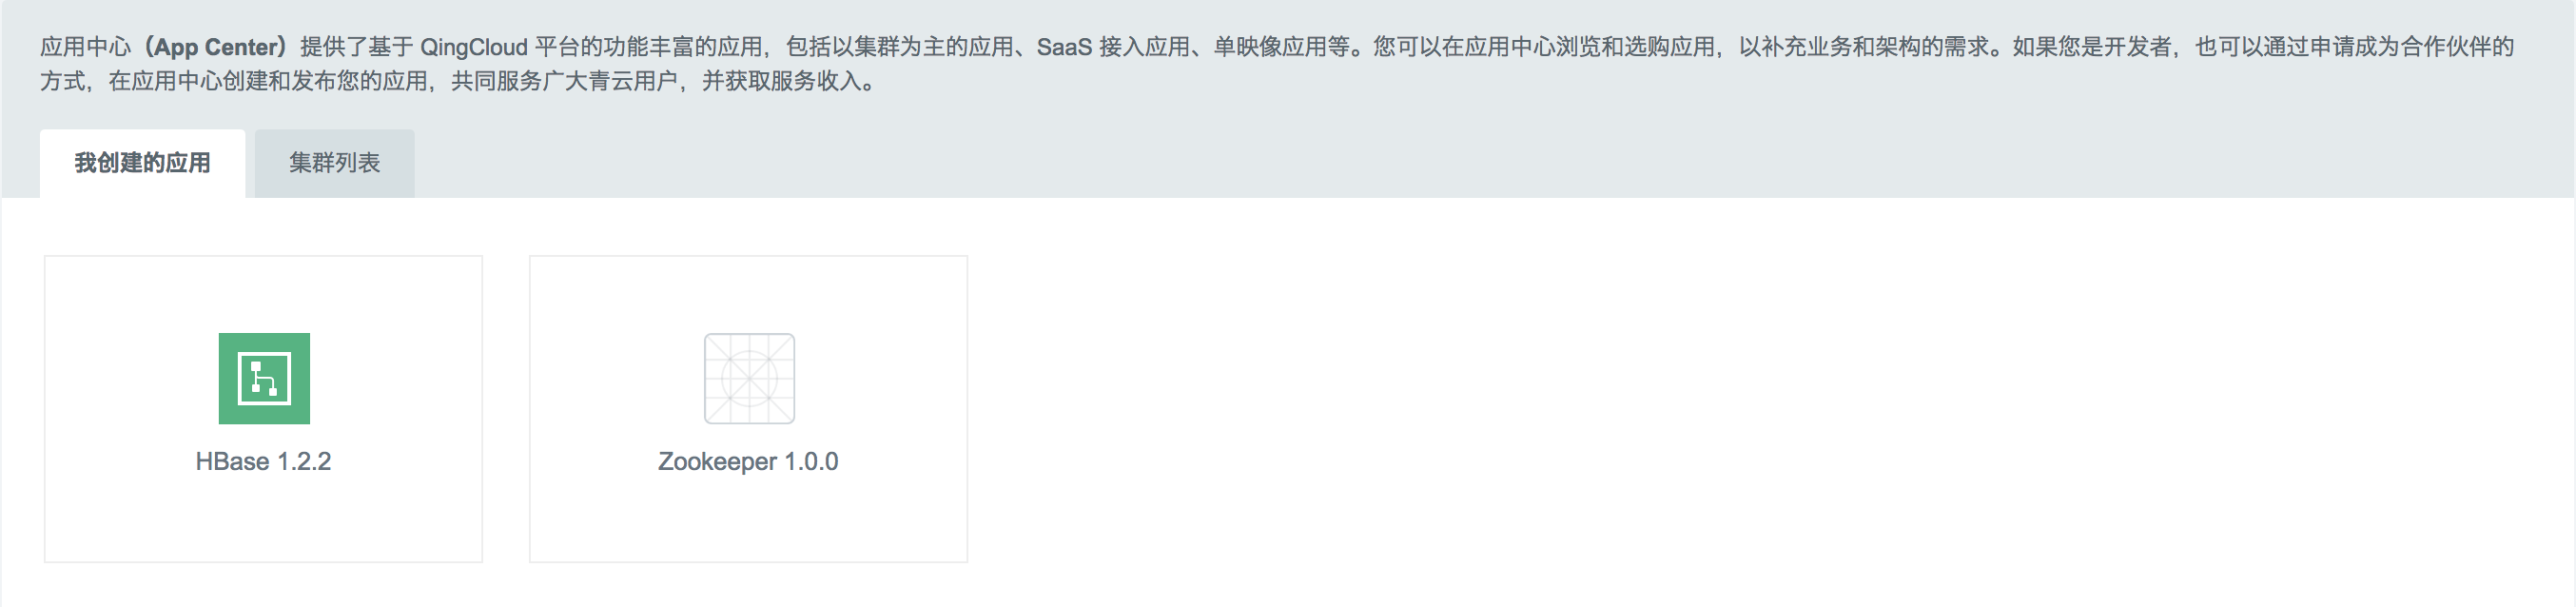 应用中心（App Center）提供了基于 QingCloud 平台的功能丰富的应用，包括以集群为主的应用、SaaS 接入应用、单映像应用等。您可以在应用中心浏览和选购应用，以补充业务和架构的需求。如果您是开发者，也可以通过申请成为合作伙伴的
方式，在应用中心创建和发布您的应用，共同服务广大青云用户，并获取服务收入。
我创建的应用
集群列表
HBase 1.2.2
Zookeeper 1.0.0